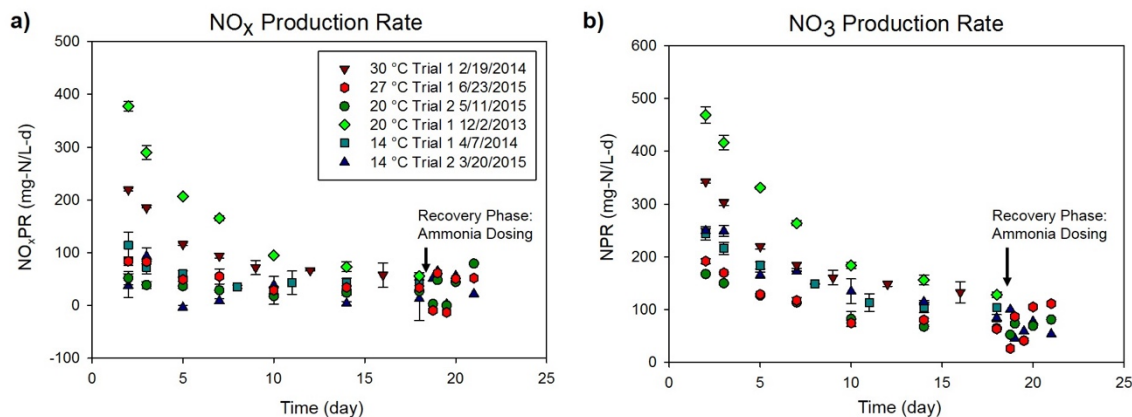 a)
NOX Production Rate
NOxPR (mg-N/L-d)
500
400
300
200
100
0
-100
30 °C Trial 1 2/19/2014
27 °C Trial 1 6/23/2015
20 °C Trial 2 5/11/2015
20 °C Trial 1 12/2/2013
14 °C Trial 1 4/7/2014
14 °C Trial 2 3/20/2015
Recovery Phase:
Ammonia Dosing
0 5 10 15 20 25
Time (day)
b)
NO3 Production Rate
NPR (mg-N/L-d)
600
500
400
300
200
100
0
Recovery Phase:
Ammonia Dosing
0 5 10 15 20 25
Time (day)